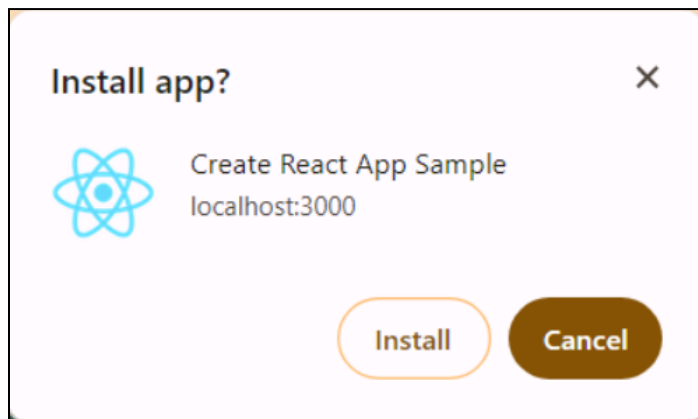 Install app?
Create React App Sample
localhost:3000
Install
Cancel